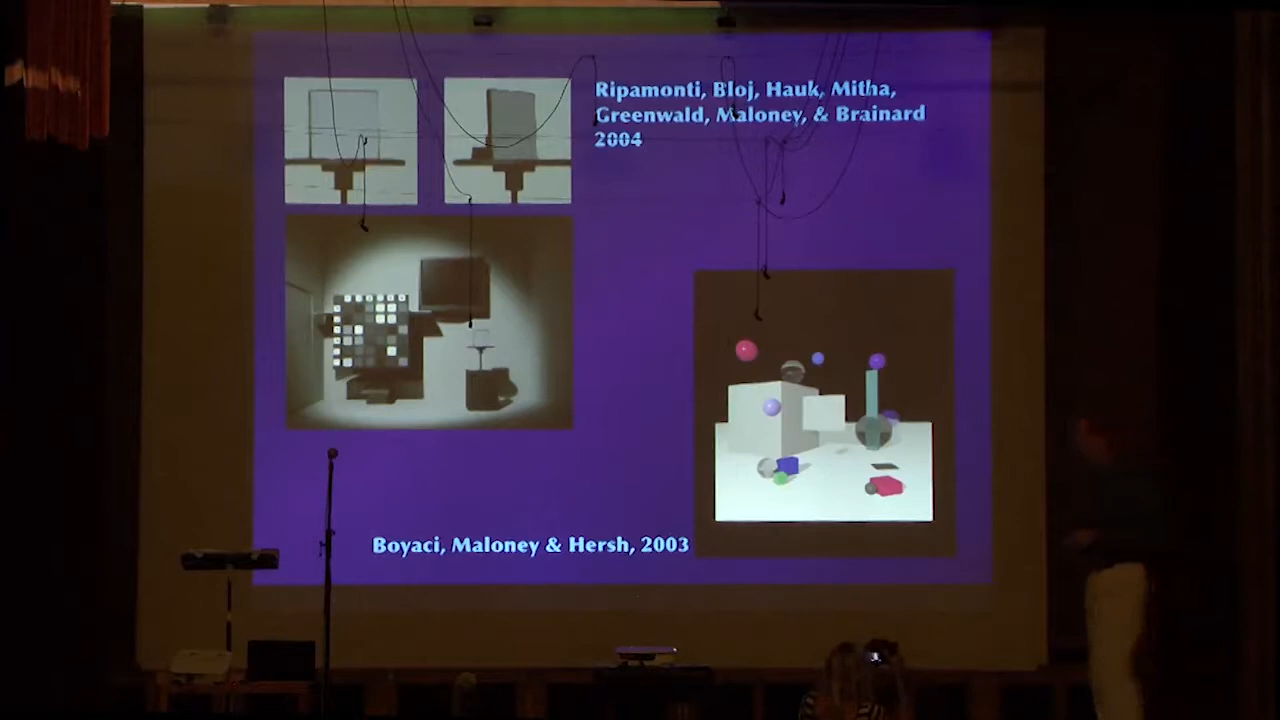 Ripamonti, Bloj, Hauk, Mitha,
Greenwald, Maloney, & Brainard
2004
Boyaci, Maloney & Hersh, 2003